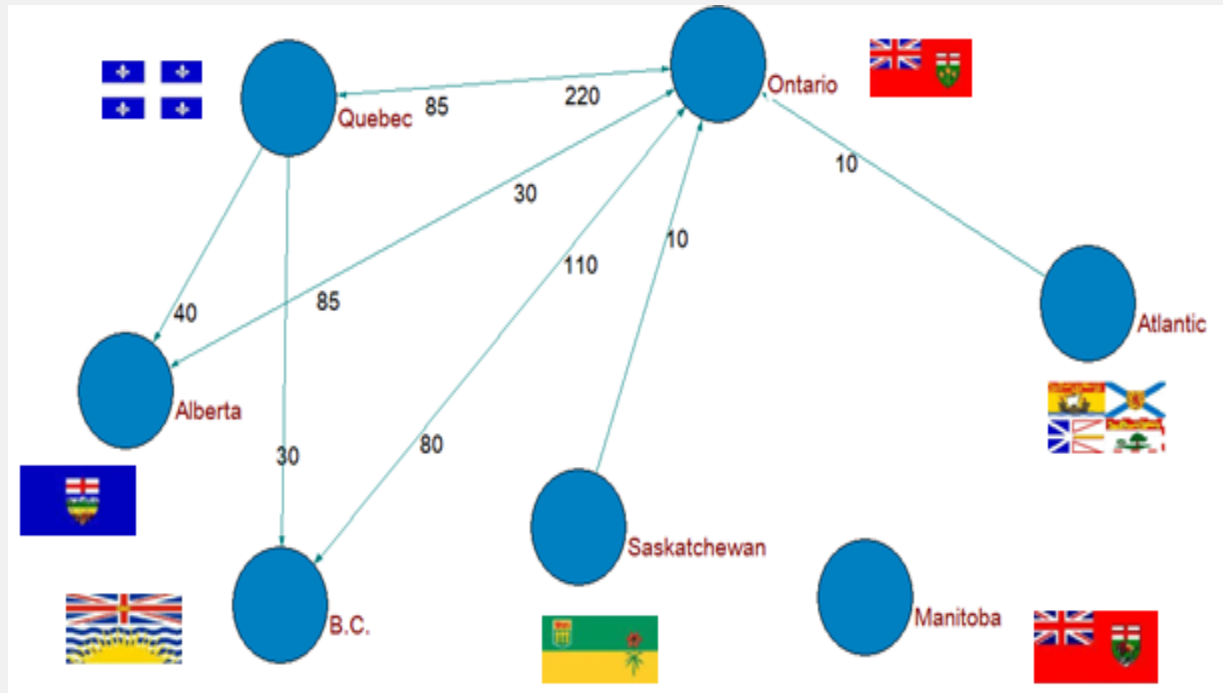 Ontario
85
220
Quebec
10
30
10
110
85
40
Atlantic
Alberta
80
30
Saskatchewan
Manitoba
B.C.